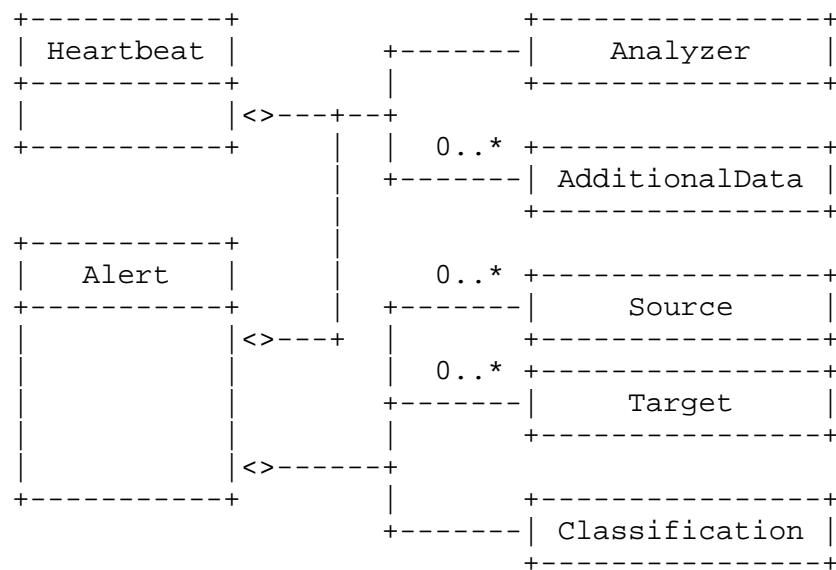 Heartbeat
Analyzer
0..*
AdditionalData
Alert
0..*
Source
0..*
Target
Classification